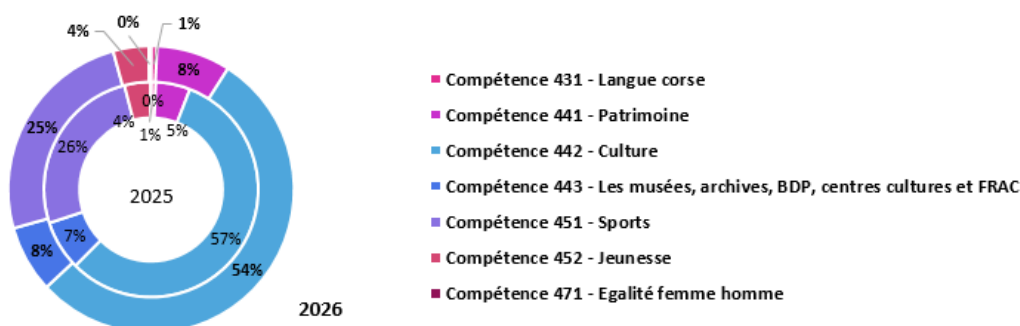 0%
1%
4%
8%
0%
4%
1%
5%
25%
26%
2025
7%
57%
8%
54%
2026
Compétence 431 - Langue corse
Compétence 441 - Patrimoine
Compétence 442 - Culture
Compétence 443 - Les musées, archives, BDP, centres cultures et FRAC
Compétence 451 - Sports
Compétence 452 - Jeunesse
Compétence 471 - Egalité femme homme